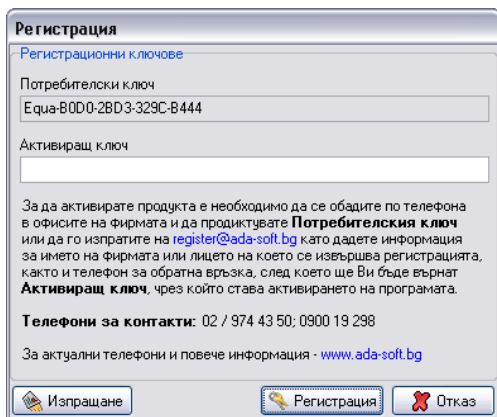 Регистрация
Регистрационни ключове
Потребителски ключ
Equa-B0D0-2BD3-329C-B444
Активиращ ключ
За да активирате продукта е необходимо да се обадите по телефона
в офисите на фирмата и да продиктувате Потребителския ключ
или да го изпратите на register@ada-soft.bg като дадете информация
за името на фирмата или лицето на което се извършва регистрацията,
както и телефон за обратна връзка, след което ще Ви бъде върнат
Активиращ ключ, чрез който става активирането на програмата.
Телефони за контакти: 02 / 974 43 50; 0900 19 298
За актуални телефони и повече информация - www.ada-soft.bg
Изпращане Регистрация Отказ